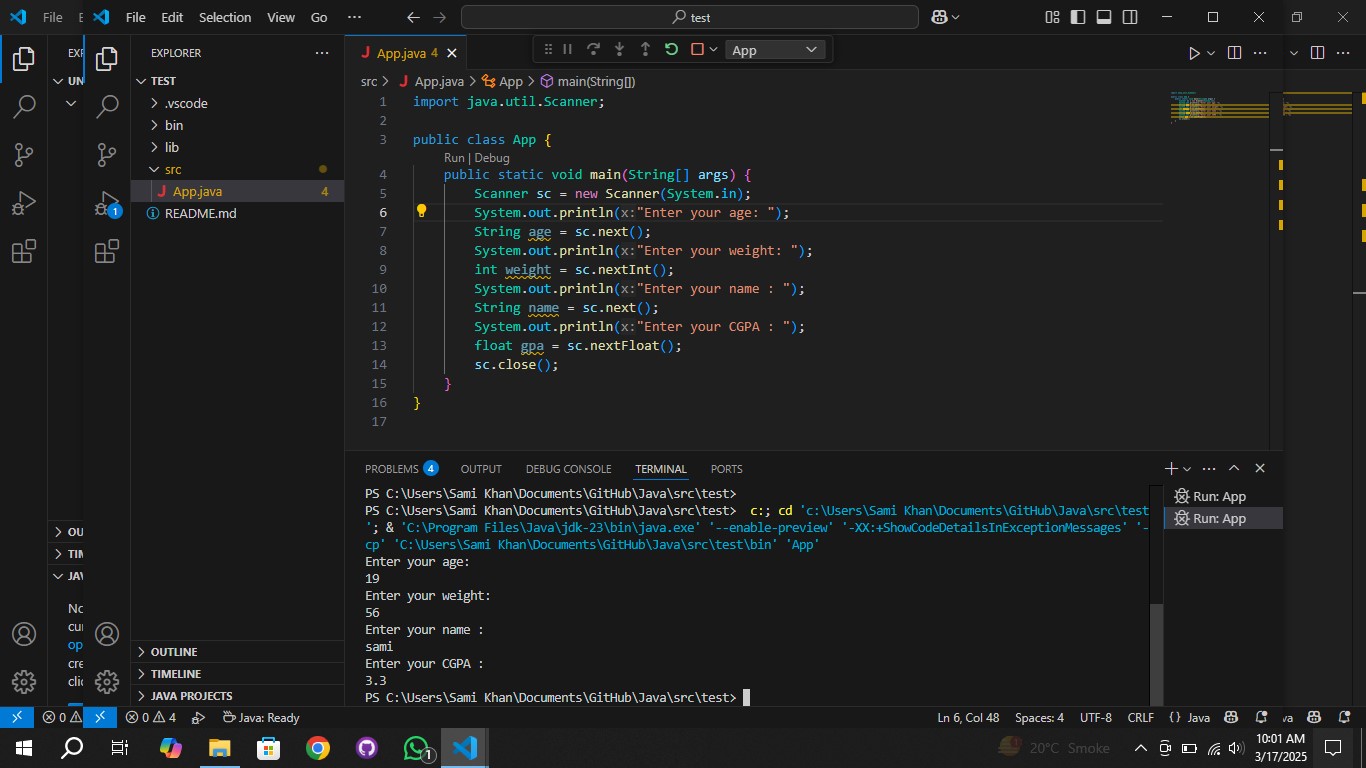 File
E
File Edit Selection View Go ...
test
EXPLORER
EXP
UN
TEST
.vscode
bin
lib
src
App.java 4
README.md
App.java 4
App
src > App.java > App > main(String[])
1 import java.util.Scanner;
2
3 public class App {
Run | Debug
4 public static void main(String[] args) {
5 Scanner sc = new Scanner(System.in);
6 System.out.println(x:"Enter your age: ");
7 String age = sc.next();
8 System.out.println(x:"Enter your weight: ");
9 int weight = sc.nextInt();
10 System.out.println(x:"Enter your name : ");
11 String name = sc.next();
12 System.out.println(x:"Enter your CGPA : ");
13 float gpa = sc.nextFloat();
14 sc.close();
15 }
16 }
17
1
PROBLEMS 4 OUTPUT DEBUG CONSOLE TERMINAL PORTS
PS C:\Users\Sami Khan\Documents\GitHub\Java\src\test>
PS C:\Users\Sami Khan\Documents\GitHub\Java\src\test> c:; cd 'c:\Users\Sami Khan\Documents\GitHub\Java\src\test
'; & 'C:\Program Files\Java\jdk-23\bin\java.exe' '--enable-preview' '-XX:+ShowCodeDetailsInExceptionMessages' '-
cp' 'C:\Users\Sami Khan\Documents\GitHub\Java\src\test\bin' 'App'
Enter your age:
19
Enter your weight:
56
Enter your name :
sami
Enter your CGPA :
3.3
PS C:\Users\Sami Khan\Documents\GitHub\Java\src\test>
Run: App
Run: App
OU
TIM
JAV
No
cur
op
cre
clic
OUTLINE
TIMELINE
JAVA PROJECTS
0
0 4 Java: Ready
Ln 6, Col 48 Spaces: 4 UTF-8 CRLF {} Java
va
1
20°C Smoke
10:01 AM
3/17/2025